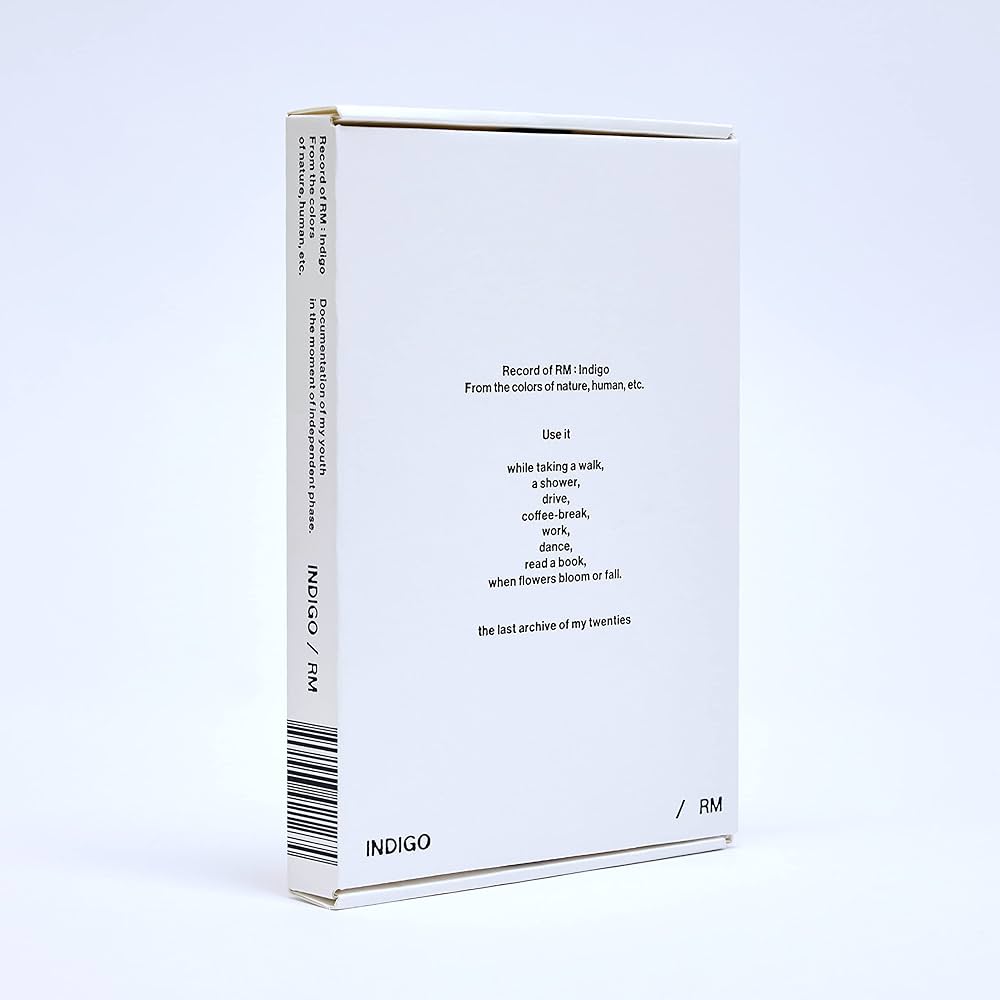 Record of RM : Indigo
From the colors
of nature, human, etc.
Documentation of my youth
in the moment of independent phase.
INDIGO / RM
Record of RM : Indigo
From the colors of nature, human, etc.
Use it
while taking a walk,
a shower,
drive,
coffee-break,
work,
dance,
read a book,
when flowers bloom or fall.
the last archive of my twenties
INDIGO / RM